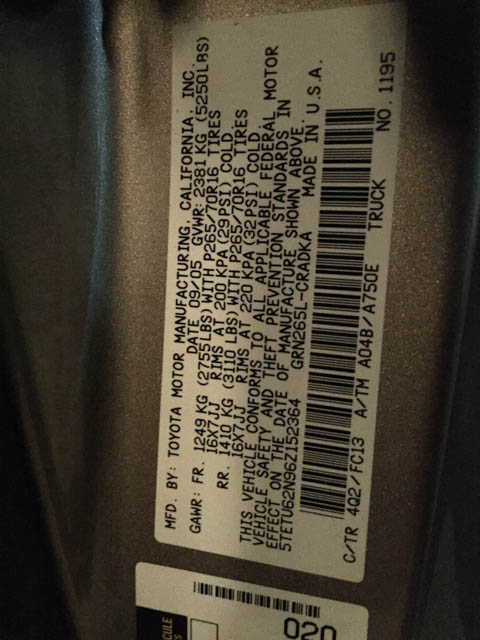 MFD. BY: TOYOTA MOTOR MANUFACTURING, CALIFORNIA, INC.
DATE 09/05 GVWR: 2381 KG (5250LBS)
GAWR: FR. 1249 KG (2755LBS) WITH P265/70R16 TIRES
16X7JJ RIMS AT 200 KPA (29 PSI) COLD
RR. 1410 KG (3110 LBS) WITH P265/70R16 TIRES
16X7JJ RIMS AT 220 KPA (32 PSI) COLD
THIS VEHICLE CONFORMS TO ALL APPLICABLE FEDERAL MOTOR
VEHICLE SAFETY AND THEFT PREVENTION STANDARDS IN
EFFECT ON THE DATE OF MANUFACTURE SHOWN ABOVE.
5TETU62N96Z152364 GRN265L-CRADKA MADE IN U.S.A.
C/TR 4Q2/FC13 A/TM A04B/A750E TRUCK NO. 1195
020